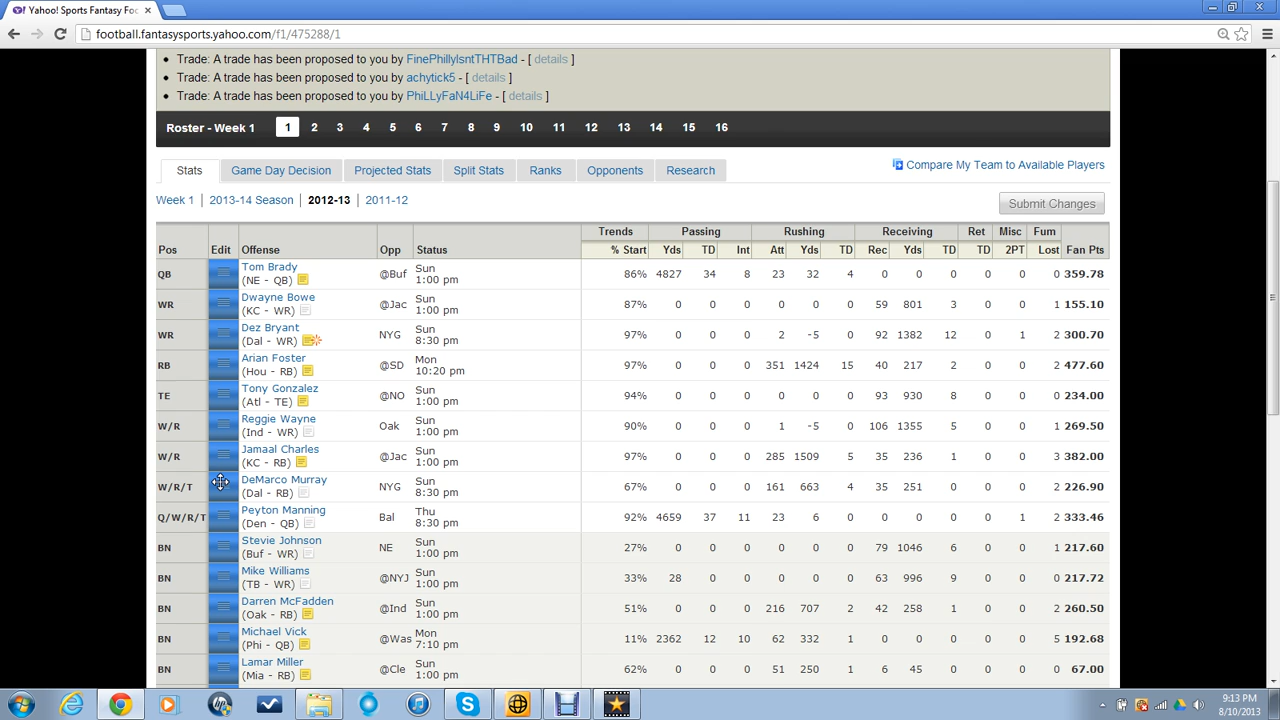 Yahoo! Sports Fantasy Foo
football.fantasysports.yahoo.com/f1/475288/1
Trade: A trade has been proposed to you by FinePhillyIsntTHTBad - [ details ]
Trade: A trade has been proposed to you by achytick5 - [ details ]
Trade: A trade has been proposed to you by PhiLLyFaN4LiFe - [ details ]
Roster - Week 1 1 2 3 4 5 6 7 8 9 10 11 12 13 14 15 16
Stats Game Day Decision Projected Stats Split Stats Ranks Opponents Research Compare My Team to Available Players
Week 1 | 2013-14 Season | 2012-13 | 2011-12 Submit Changes
Trends Passing Rushing Receiving Ret Misc Fum
Pos Edit Offense Opp Status % Start Yds TD Int Att Yds TD Rec Yds TD TD 2PT Lost Fan Pts
QB Tom Brady (NE - QB) @Buf Sun 1:00 pm 86% 4827 34 8 23 32 4 0 0 0 0 0 0 359.78
WR Dwayne Bowe (KC - WR) @Jac Sun 1:00 pm 87% 0 0 0 0 0 0 59 801 3 0 0 1 155.10
WR Dez Bryant (Dal - WR) NYG Sun 8:30 pm 97% 0 0 0 2 -5 0 92 1382 12 0 1 2 300.70
RB Arian Foster (Hou - RB) @SD Mon 10:20 pm 97% 0 0 0 351 1424 15 40 217 2 0 0 2 477.60
TE Tony Gonzalez (Atl - TE) @NO Sun 1:00 pm 94% 0 0 0 0 0 0 93 930 8 0 0 0 234.00
W/R Reggie Wayne (Ind - WR) Oak Sun 1:00 pm 90% 0 0 0 1 -5 0 106 1355 5 0 0 1 269.50
W/R Jamaal Charles (KC - RB) @Jac Sun 1:00 pm 97% 0 0 0 285 1509 5 35 236 1 0 0 3 382.00
W/R/T DeMarco Murray (Dal - RB) NYG Sun 8:30 pm 67% 0 0 0 161 663 4 35 251 0 0 0 2 226.90
Q/W/R/T Peyton Manning (Den - QB) Thu 8:30 pm 4659 37 11 23 6 0 0 0 0 0 1 2 333.46
BN Stevie Johnson (Buf - WR) NE Sun 1:00 pm 27% 0 0 0 0 0 0 79 1046 6 0 0 1 217.60
BN Mike Williams (TB - WR) @NYJ Sun 1:00 pm 33% 28 0 0 0 0 0 63 996 9 0 0 0 217.72
BN Darren McFadden (Oak - RB) @Ind Sun 1:00 pm 51% 0 0 0 216 707 2 42 258 1 0 0 2 260.50
BN Michael Vick (Phi - QB) @Was Mon 7:10 pm 11% 2362 12 10 62 332 1 0 0 0 0 0 5 192.68
BN Lamar Miller (Mia - RB) @Cle Sun 1:00 pm 62% 0 0 0 51 250 1 6 45 0 0 0 0 67.00
9:13 PM
8/10/2013